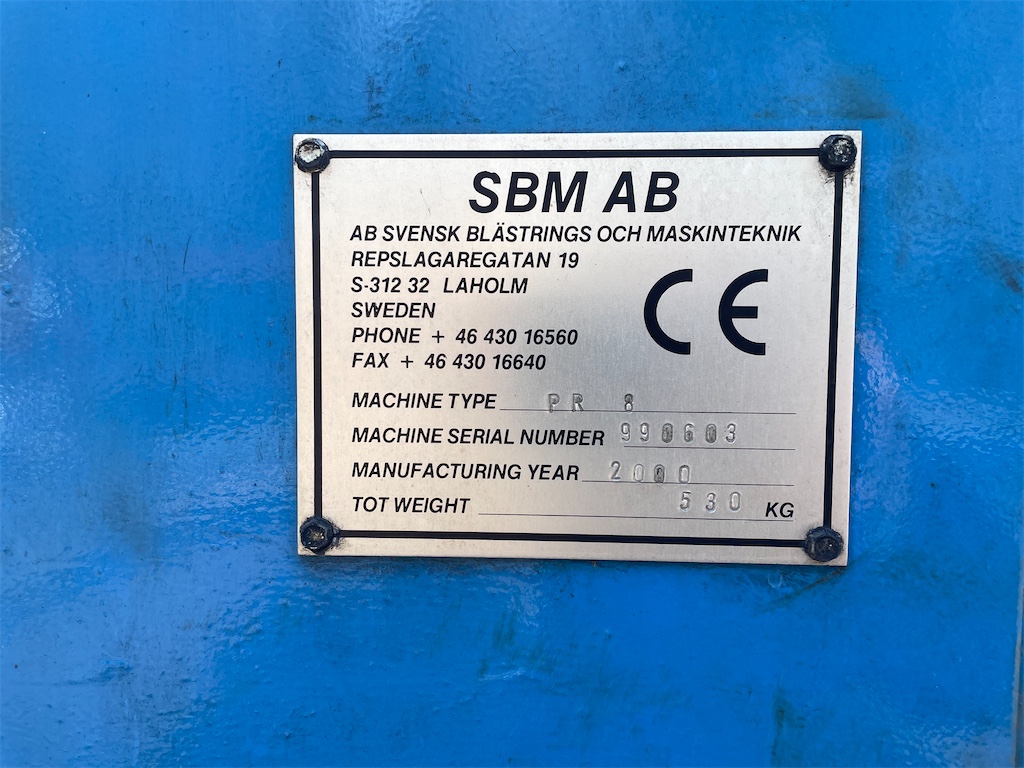 SBM AB
AB SVENSK BLÄSTRINGS OCH MASKINTEKNIK
REPSLAGAREGATAN 19
S-312 32 LAHOLM
SWEDEN
PHONE + 46 430 16560
FAX + 46 430 16640
CE
MACHINE TYPE PR 8
MACHINE SERIAL NUMBER 990603
MANUFACTURING YEAR 2000
TOT WEIGHT 530 KG